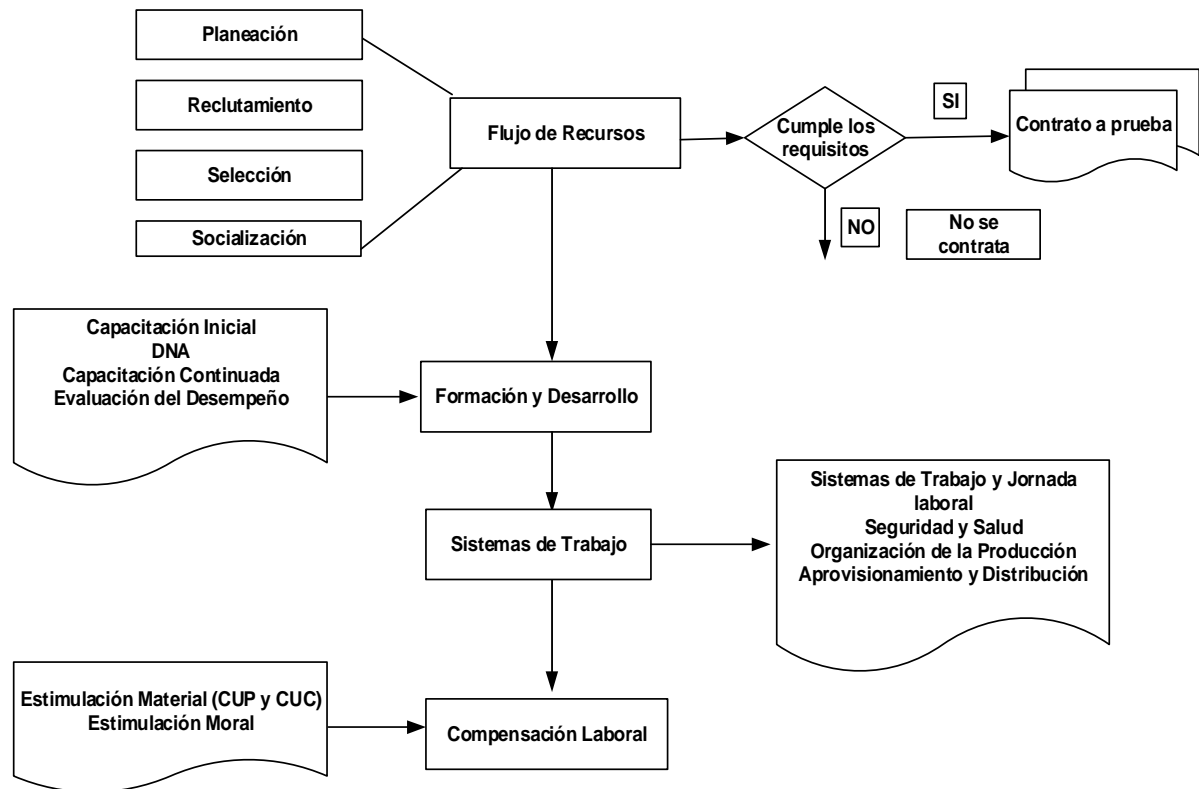 Planeación
Reclutamiento
Selección
Socialización
Flujo de Recursos
Cumple los
requisitos
SI
Contrato a prueba
NO
No se
contrata
Capacitación Inicial
DNA
Capacitación Continuada
Evaluación del Desempeño
Formación y Desarrollo
Sistemas de Trabajo
Sistemas de Trabajo y Jornada
laboral
Seguridad y Salud
Organización de la Producción
Aprovisionamiento y Distribución
Estimulación Material (CUP y CUC)
Estimulación Moral
Compensación Laboral